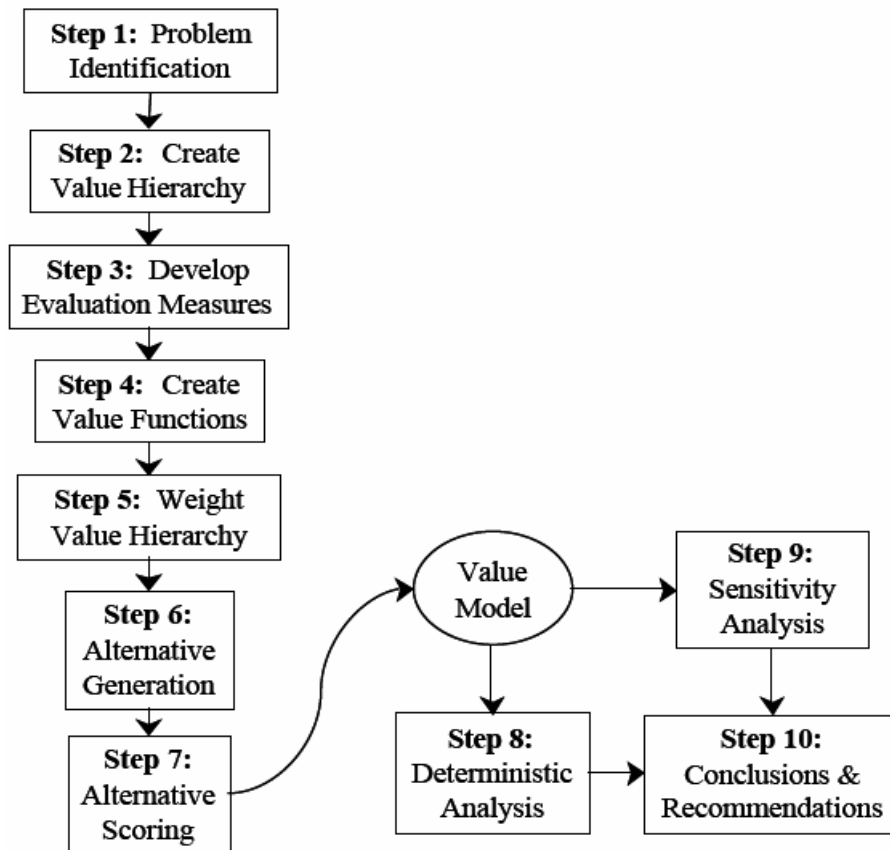 Step 1: Problem
Identification
Step 2: Create
Value Hierarchy
Step 3: Develop
Evaluation Measures
Step 4: Create
Value Functions
Step 5: Weight
Value Hierarchy
Step 6:
Alternative
Generation
Step 7:
Alternative
Scoring
Value
Model
Step 8:
Deterministic
Analysis
Step 9:
Sensitivity
Analysis
Step 10:
Conclusions &
Recommendations